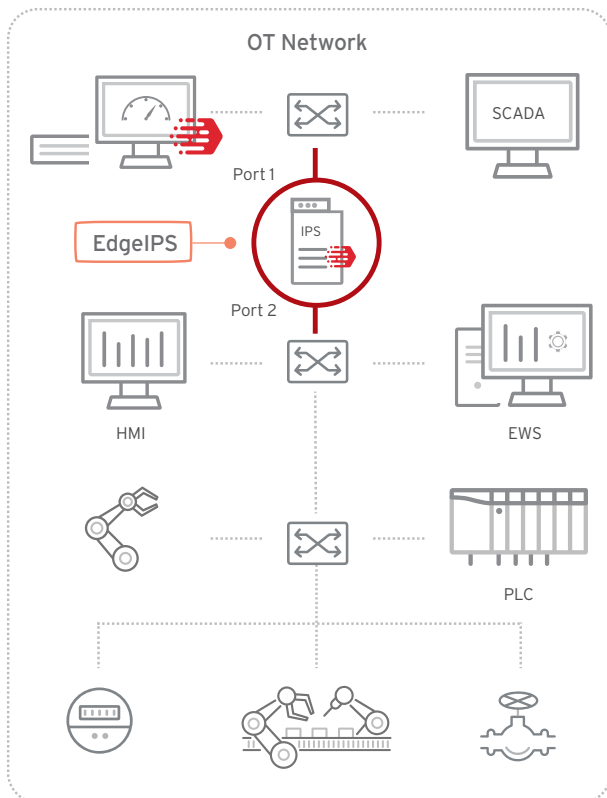 OT Network
SCADA
Port 1
IPS
EdgeIPS
Port 2
HMI
EWS
PLC